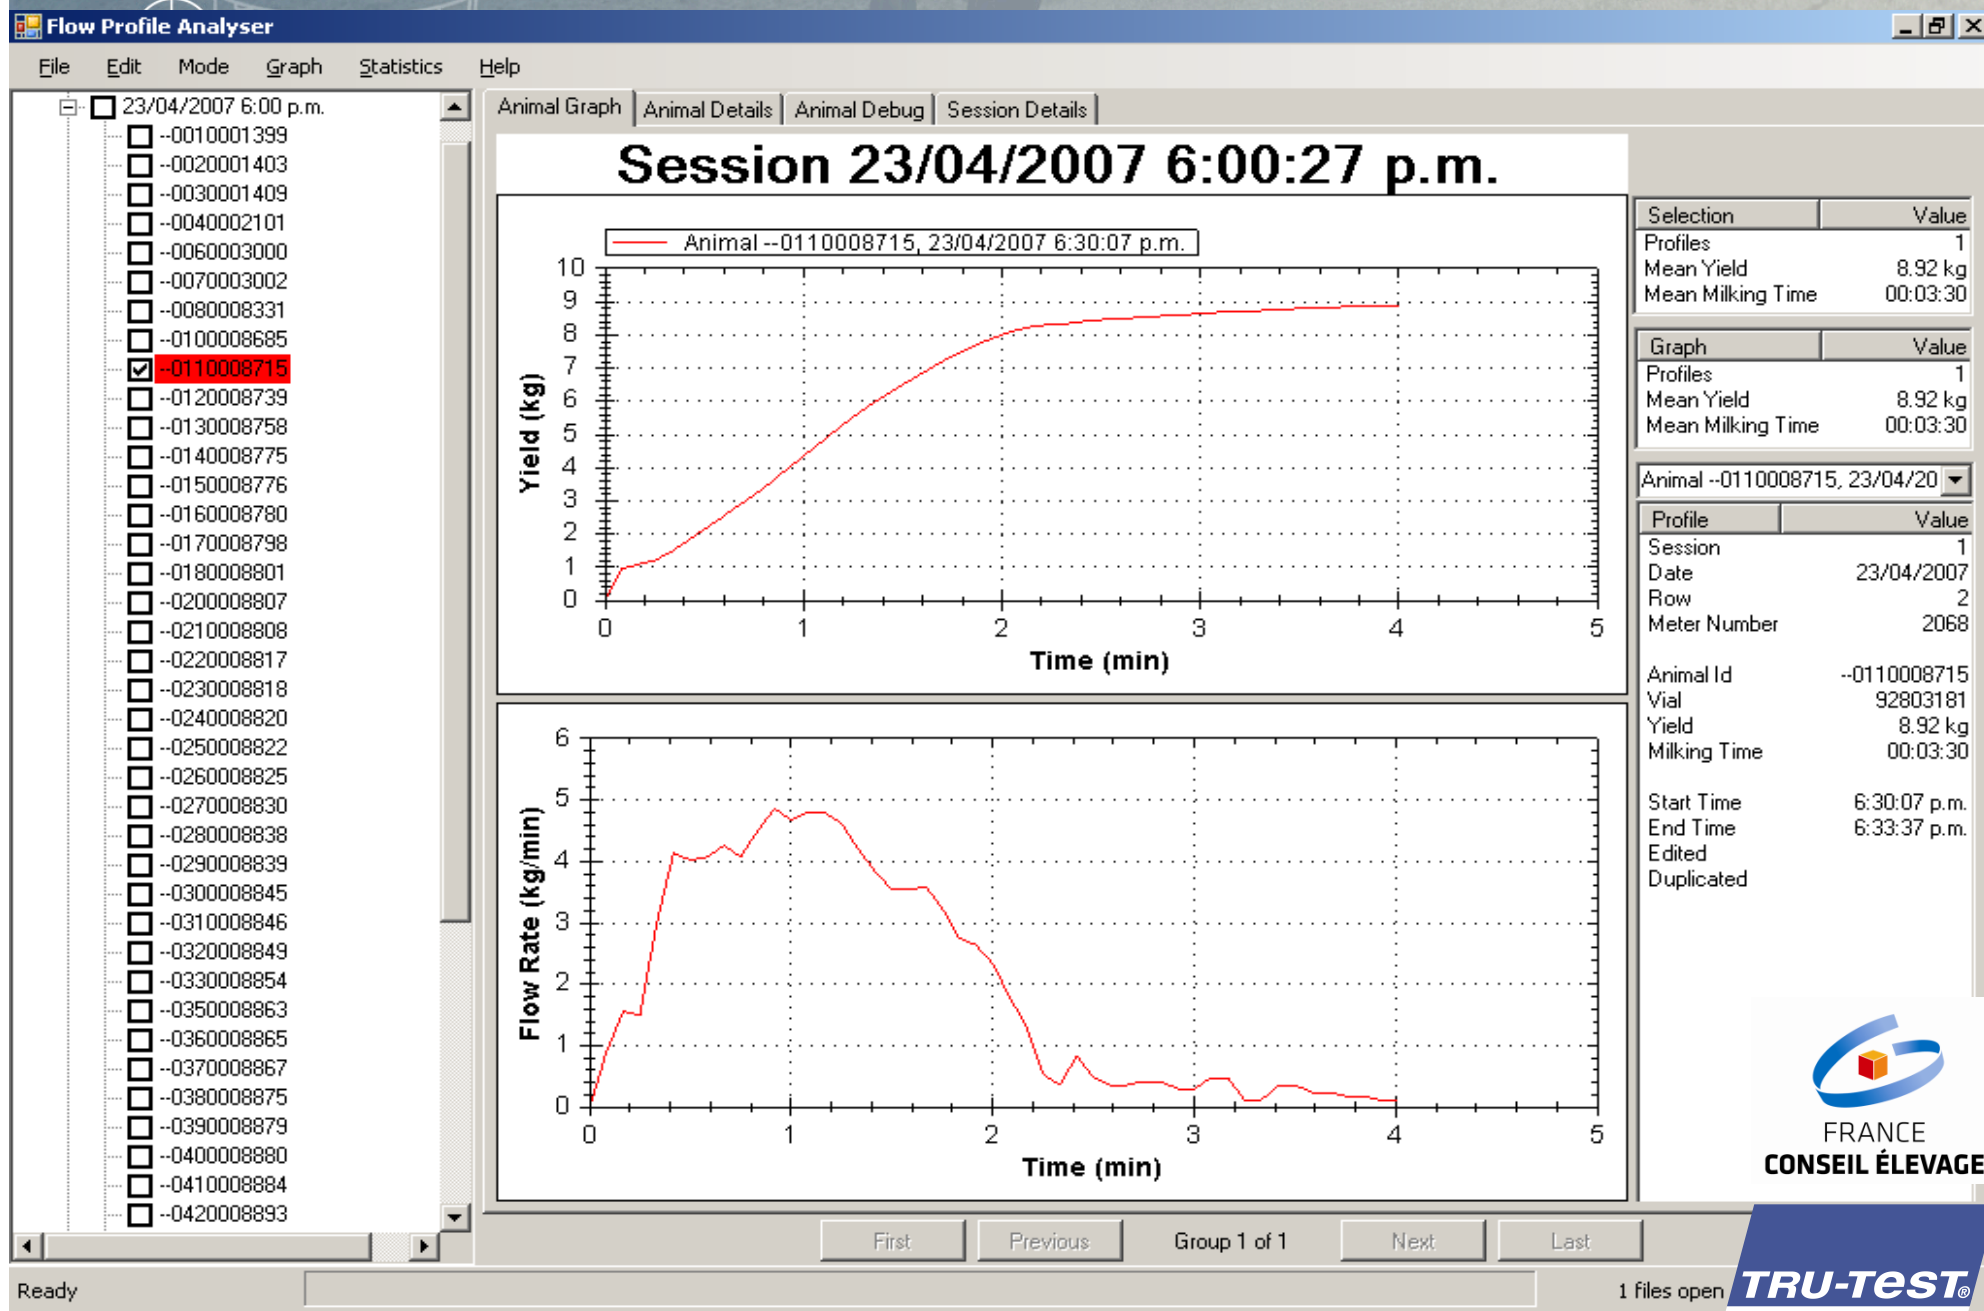 Flow Profile Analyser
File Edit Mode Graph Statistics Help
23/04/2007 6:00 p.m.
--0010001399
--0020001403
--0030001409
--0040002101
--0060003000
--0070003002
--0080008331
--0100008685
--0110008715
--0120008739
--0130008758
--0140008775
--0150008776
--0160008780
--0170008798
--0180008801
--0200008807
--0210008808
--0220008817
--0230008818
--0240008820
--0250008822
--0260008825
--0270008830
--0280008838
--0290008839
--0300008845
--0310008846
--0320008849
--0330008854
--0350008863
--0360008865
--0370008867
--0380008875
--0390008879
--0400008880
--0410008884
--0420008893
Animal Graph Animal Details Animal Debug Session Details
Session 23/04/2007 6:00:27 p.m.
Animal --0110008715, 23/04/2007 6:30:07 p.m.
10
9
8
7
6
5
4
3
2
1
0
Yield (kg)
0 1 2 3 4 5
Time (min)
6
5
4
3
2
1
0
Flow Rate (kg/min)
0 1 2 3 4 5
Time (min)
Selection Value
Profiles 1
Mean Yield 8.92 kg
Mean Milking Time 00:03:30
Graph Value
Profiles 1
Mean Yield 8.92 kg
Mean Milking Time 00:03:30
Animal --0110008715, 23/04/20
Profile Value
Session 1
Date 23/04/2007
Row 2
Meter Number 2068
Animal Id --0110008715
Vial 92803181
Yield 8.92 kg
Milking Time 00:03:30
Start Time 6:30:07 p.m.
End Time 6:33:37 p.m.
Edited
Duplicated
FRANCE
CONSEIL ÉLEVAGE
First Previous Group 1 of 1 Next Last
Ready
1 files open
TRU-TEST®